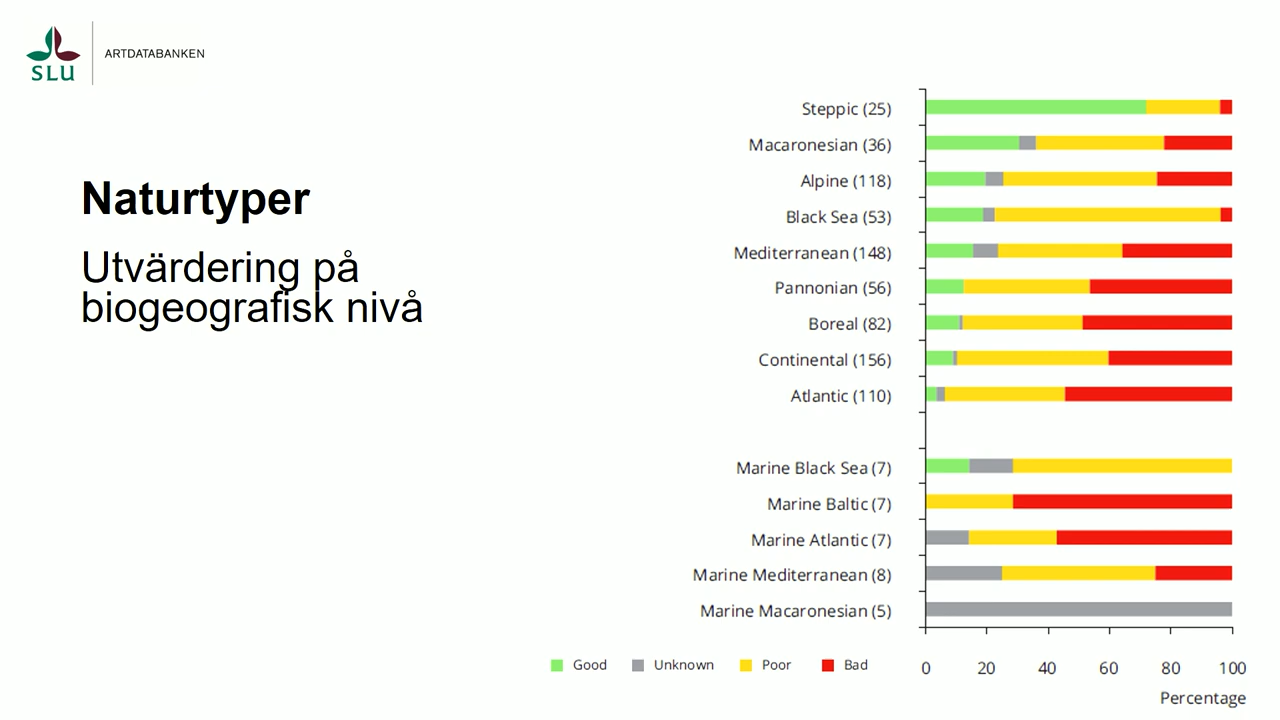 SLU
ARTDATABANKEN
Naturtyper
Utvärdering på
biogeografisk nivå
Steppic (25)
Macaronesian (36)
Alpine (118)
Black Sea (53)
Mediterranean (148)
Pannonian (56)
Boreal (82)
Continental (156)
Atlantic (110)
Marine Black Sea (7)
Marine Baltic (7)
Marine Atlantic (7)
Marine Mediterranean (8)
Marine Macaronesian (5)
Good Unknown Poor Bad
0 20 40 60 80 100
Percentage